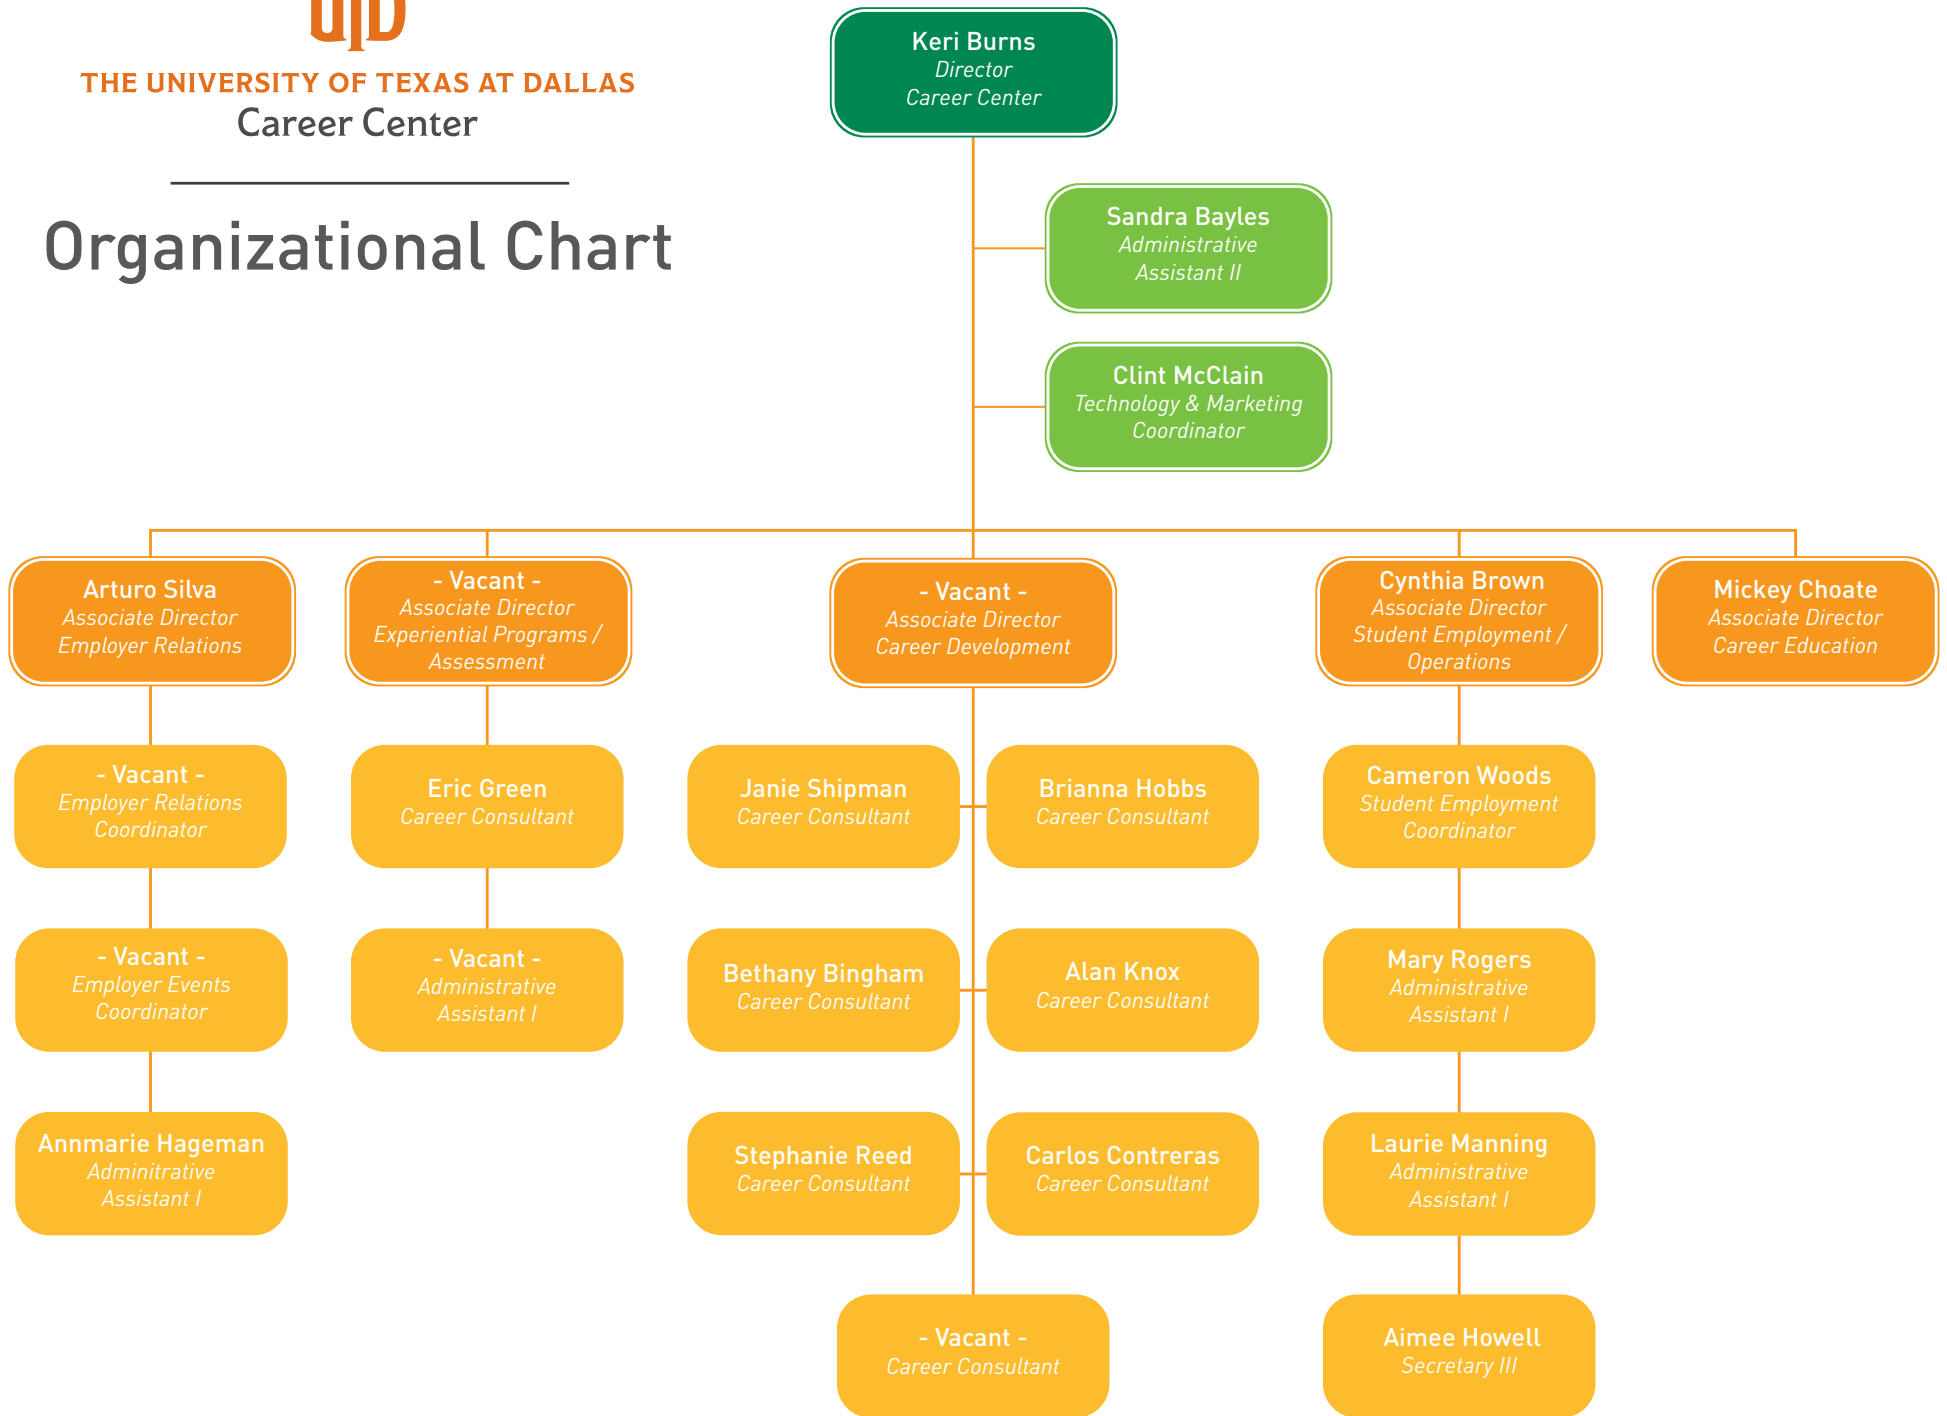 UTD
THE UNIVERSITY OF TEXAS AT DALLAS
Career Center
Organizational Chart
Keri Burns
Director
Career Center
Sandra Bayles
Administrative
Assistant II
Clint McClain
Technology & Marketing
Coordinator
Arturo Silva
Associate Director
Employer Relations
- Vacant -
Associate Director
Experiential Programs /
Assessment
- Vacant -
Associate Director
Career Development
Cynthia Brown
Associate Director
Student Employment /
Operations
Mickey Choate
Associate Director
Career Education
- Vacant -
Employer Relations
Coordinator
Eric Green
Career Consultant
Janie Shipman
Career Consultant
Brianna Hobbs
Career Consultant
Cameron Woods
Student Employment
Coordinator
- Vacant -
Employer Events
Coordinator
- Vacant -
Administrative
Assistant I
Bethany Bingham
Career Consultant
Alan Knox
Career Consultant
Mary Rogers
Administrative
Assistant I
Annmarie Hageman
Adminitrative
Assistant I
Stephanie Reed
Career Consultant
Carlos Contreras
Career Consultant
Laurie Manning
Administrative
Assistant I
- Vacant -
Career Consultant
Aimee Howell
Secretary III